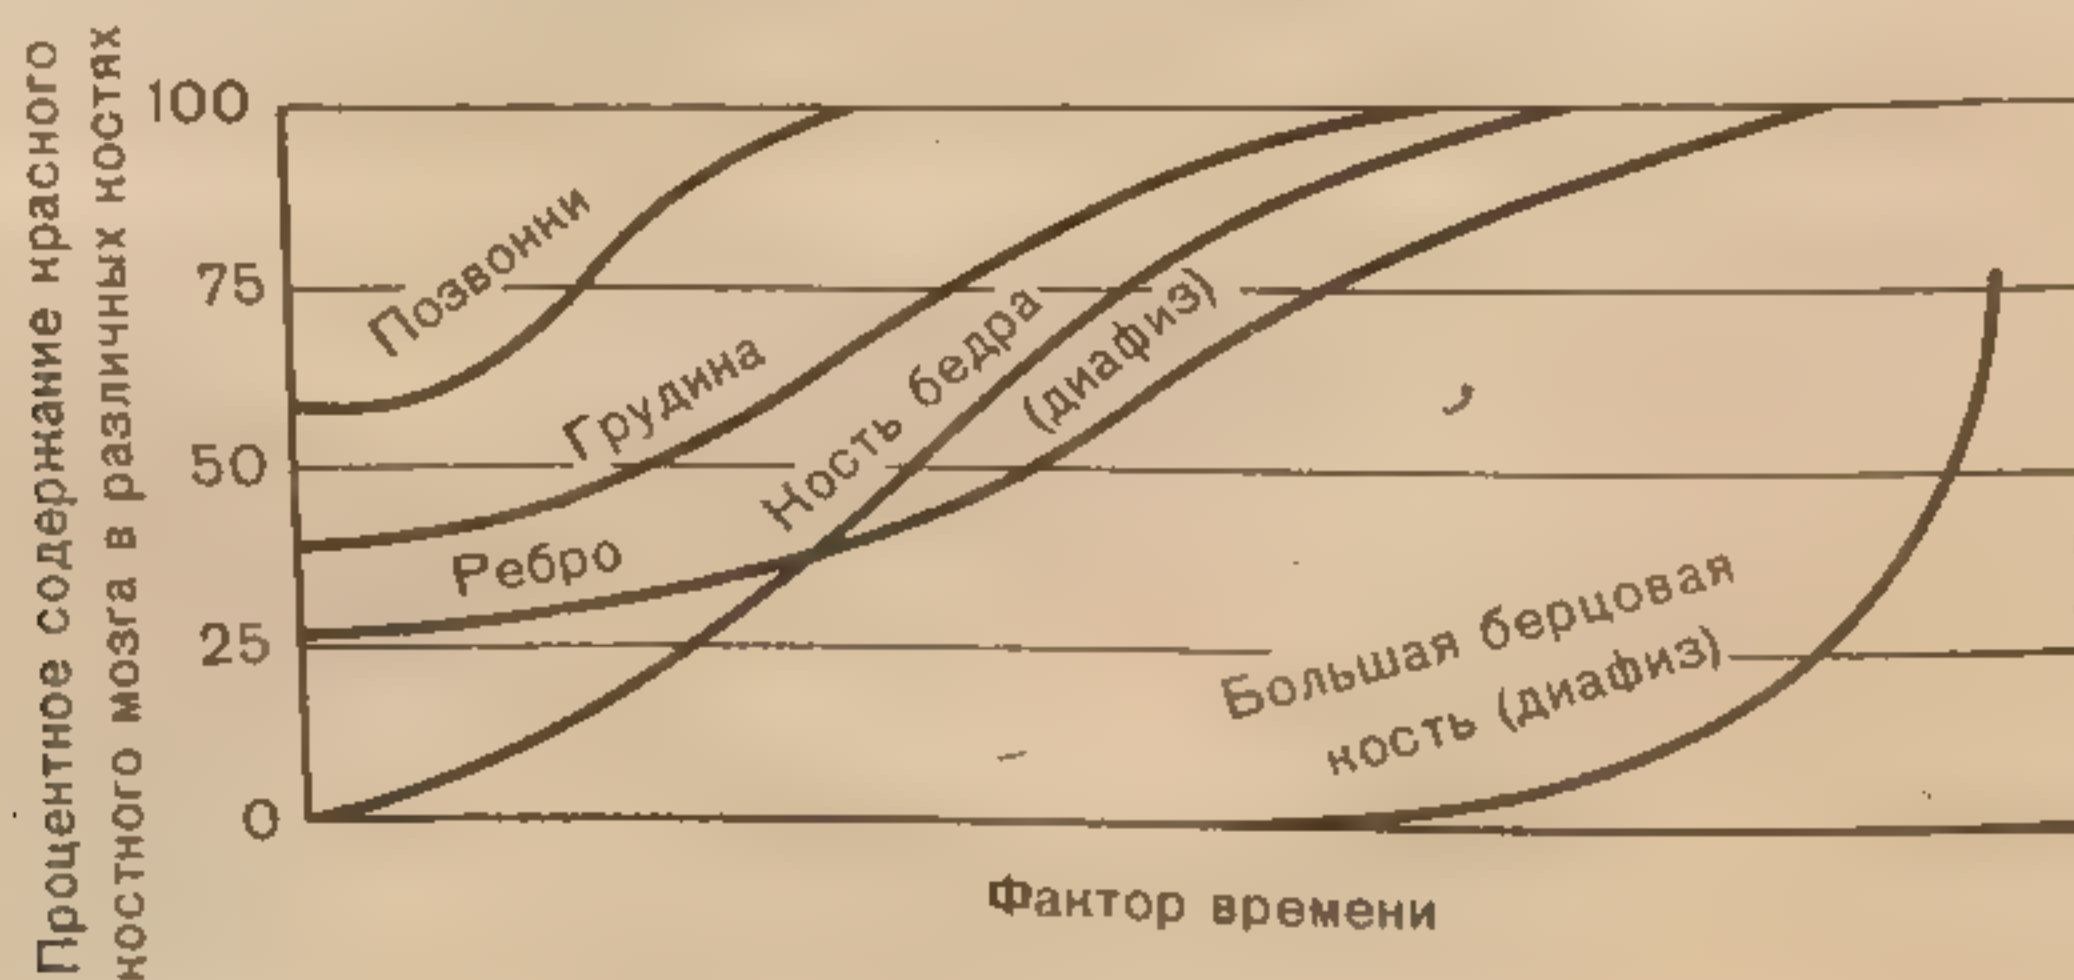 Процентное содержание красного
костного мозга в различных костях
100
75
50
25
0
Позвонки
Грудина
Ребро
Кость бедра
(диафиз)
Большая берцовая
кость (диафиз)
Фактор времени